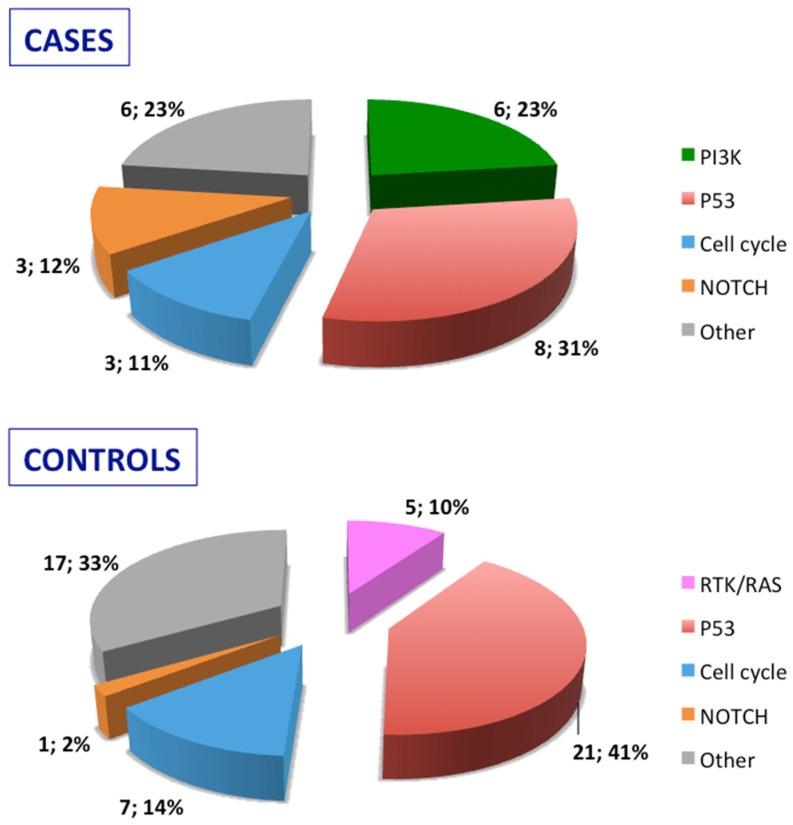 CASES
6; 23%
6; 23%
3; 12%
3; 11%
8; 31%
PI3K
P53
Cell cycle
NOTCH
Other
CONTROLS
5; 10%
17; 33%
1; 2%
7; 14%
21; 41%
RTK/RAS
P53
Cell cycle
NOTCH
Other